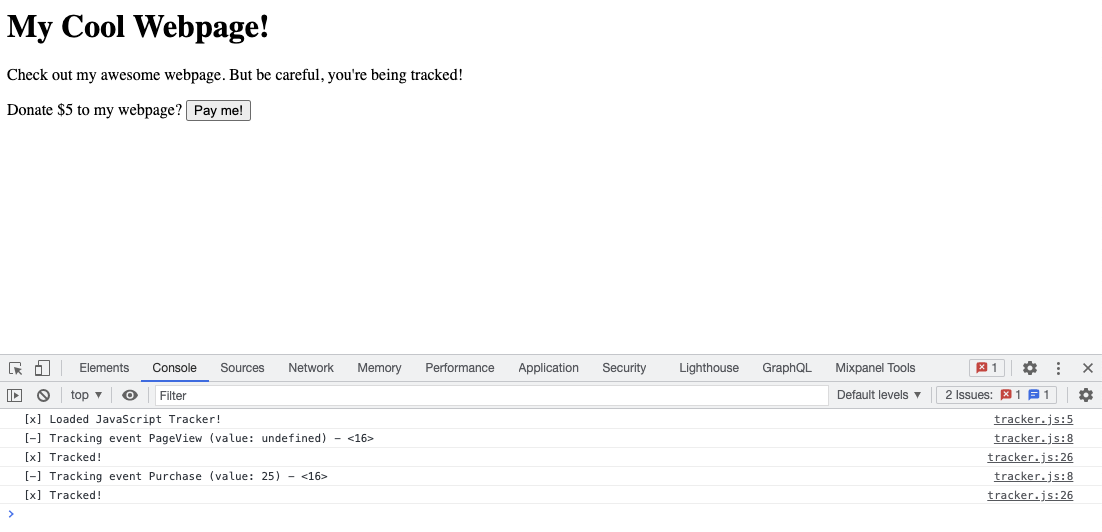 My Cool Webpage!
Check out my awesome webpage. But be careful, you're being tracked!
Donate $5 to my webpage? Pay me!
Elements Console Sources Network Memory Performance Application Security Lighthouse GraphQL Mixpanel Tools 1
top ▼ Filter Default levels ▼ 2 Issues: 1 1
[x] Loaded JavaScript Tracker! tracker.js:5
[–] Tracking event PageView (value: undefined) – <16> tracker.js:8
[x] Tracked! tracker.js:26
[–] Tracking event Purchase (value: 25) – <16> tracker.js:8
[x] Tracked! tracker.js:26